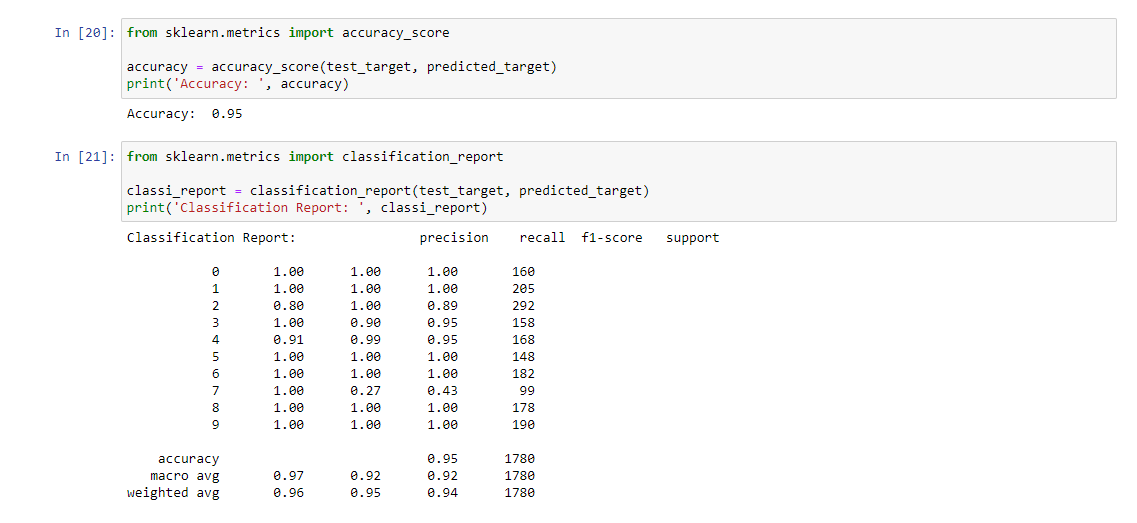 In [20]: from sklearn.metrics import accuracy_score
accuracy = accuracy_score(test_target, predicted_target)
print('Accuracy: ', accuracy)
Accuracy:  0.95
In [21]: from sklearn.metrics import classification_report
classi_report = classification_report(test_target, predicted_target)
print('Classification Report: ', classi_report)
Classification Report:                precision    recall  f1-score   support
0       1.00      1.00      1.00       160
1       1.00      1.00      1.00       205
2       0.80      1.00      0.89       292
3       1.00      0.90      0.95       158
4       0.91      0.99      0.95       168
5       1.00      1.00      1.00       148
6       1.00      1.00      1.00       182
7       1.00      0.27      0.43        99
8       1.00      1.00      1.00       178
9       1.00      1.00      1.00       190
accuracy                           0.95      1780
macro avg       0.97      0.92      0.92      1780
weighted avg       0.96      0.95      0.94      1780